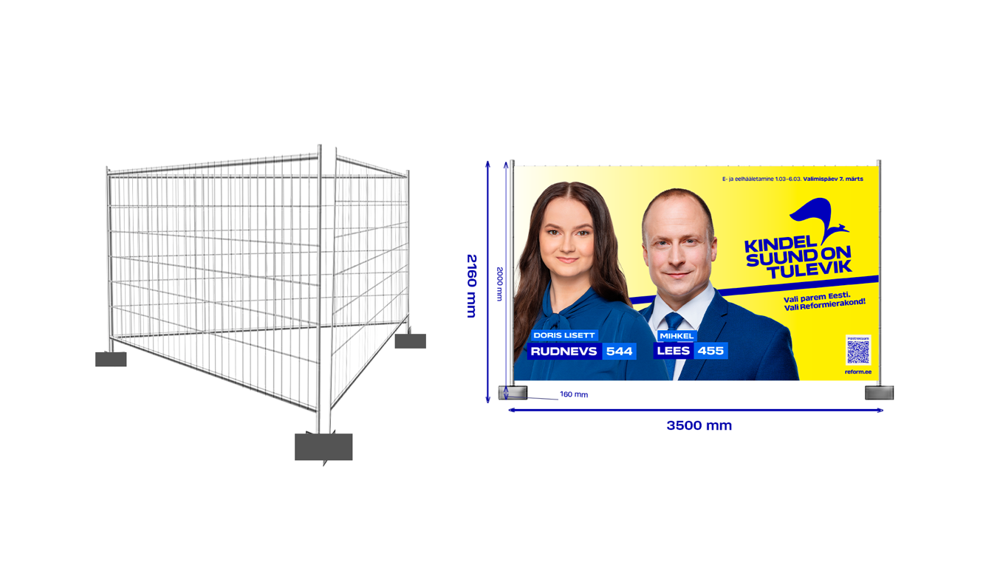 2160 mm
2000 mm
160 mm
3500 mm
E- ja eelhääletamine 1.03–6.03. Valimispäev 7. märts
KINDEL
SUUND ON
TULEVIK
Vali parem Eesti.
Vali Reformierakond!
DORIS LISETT
RUDNEVS 544
MIHKEL
LEES 455
Poliitreklaam
reform.ee